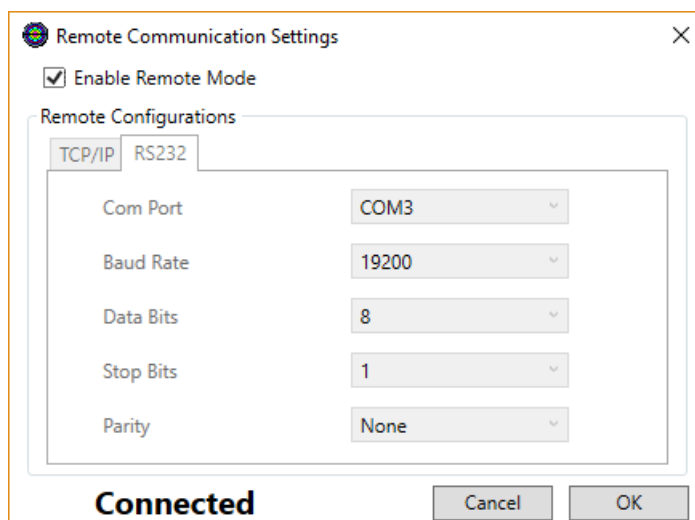 Remote Communication Settings
Enable Remote Mode
Remote Configurations
TCP/IP RS232
Com Port COM3
Baud Rate 19200
Data Bits 8
Stop Bits 1
Parity None
Connected Cancel OK